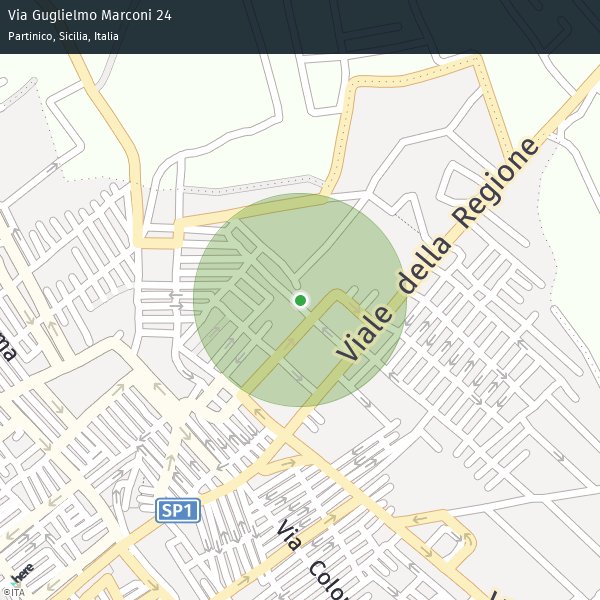 Via Guglielmo Marconi 24
Partinico, Sicilia, Italia
Viale della Regione
ma
SP1
Via Colo
here
©ITA